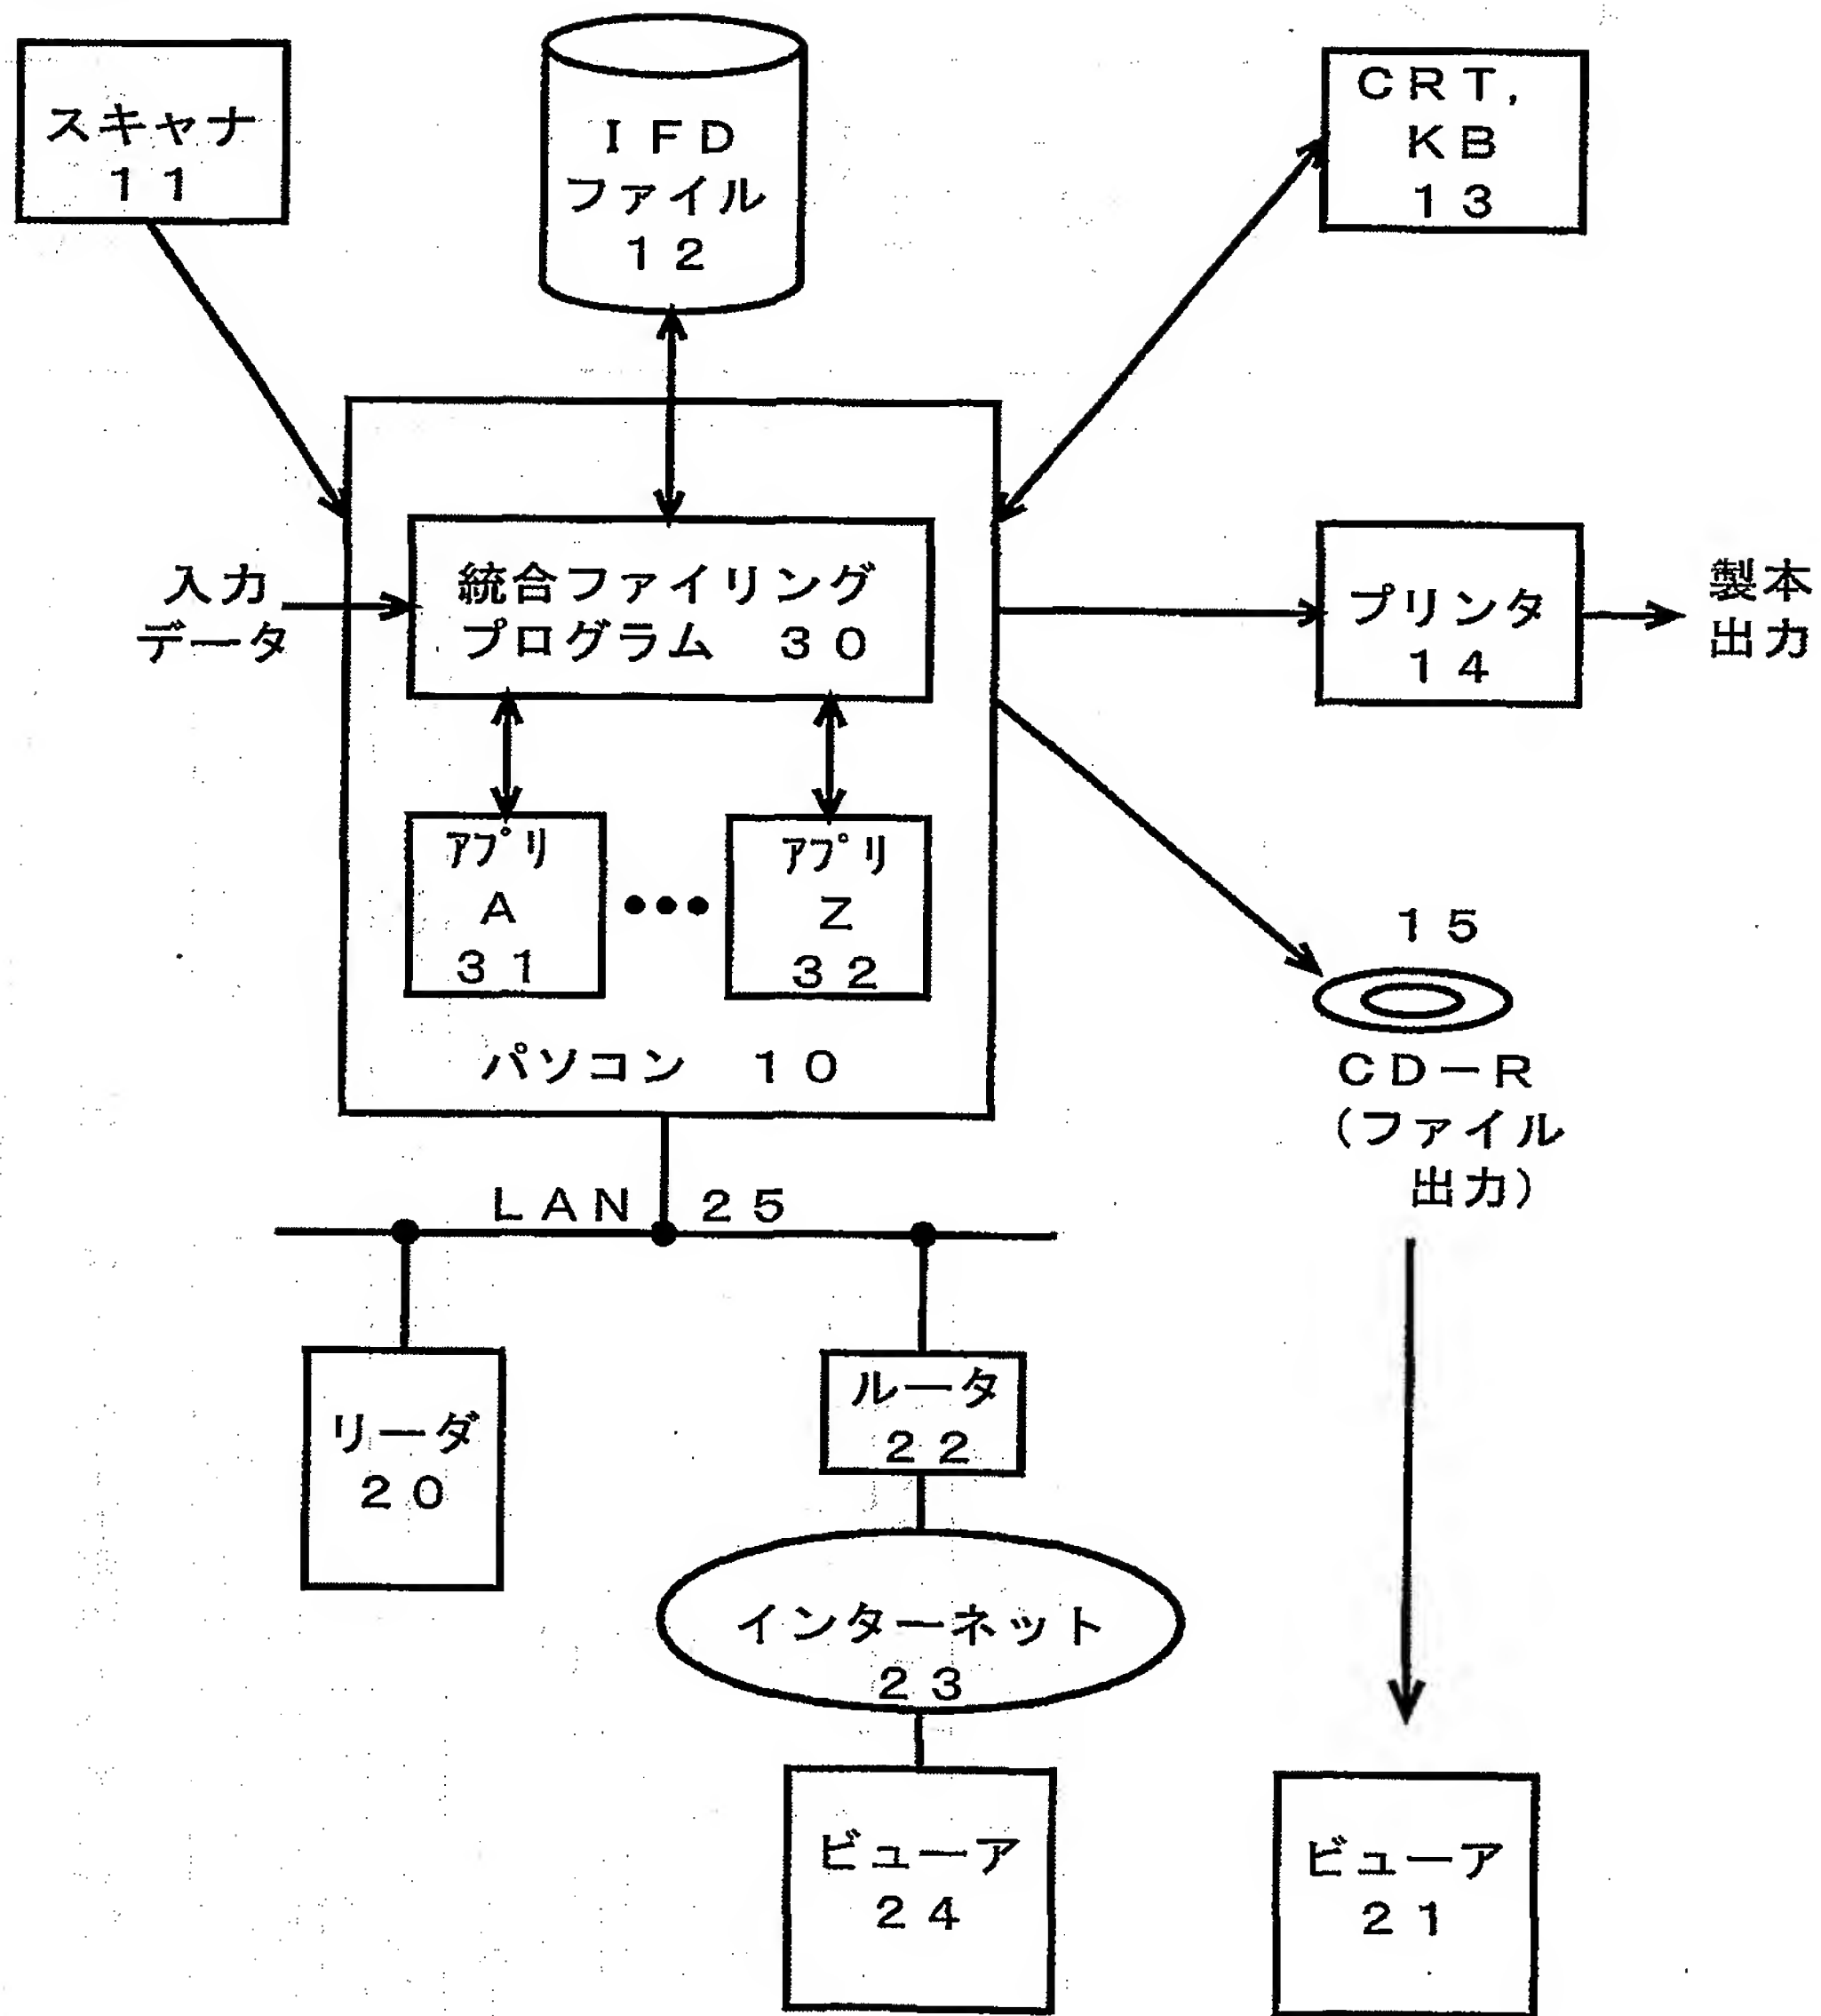 スキャナ
１１
ＩＦＤ
ファイル
１２
ＣＲＴ，
ＫＢ
１３
入力
データ
統合ファイリング
プログラム　３０
プリンタ
１４
製本
出力
ｱﾌﾟﾘ
Ａ
３１
•••
ｱﾌﾟﾘ
Ｚ
３２
パソコン　１０
１５
ＣＤ－Ｒ
（ファイル
出力）
ＬＡＮ　２５
リーダ
２０
ルータ
２２
インターネット
２３
ビューア
２４
ビューア
２１